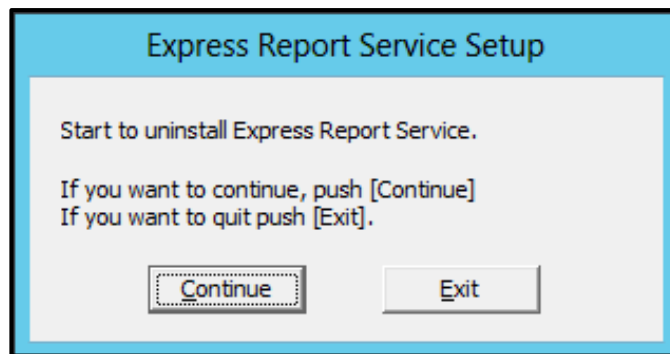 Express Report Service Setup
Start to uninstall Express Report Service.
If you want to continue, push [Continue]
If you want to quit push [Exit].
Continue
Exit